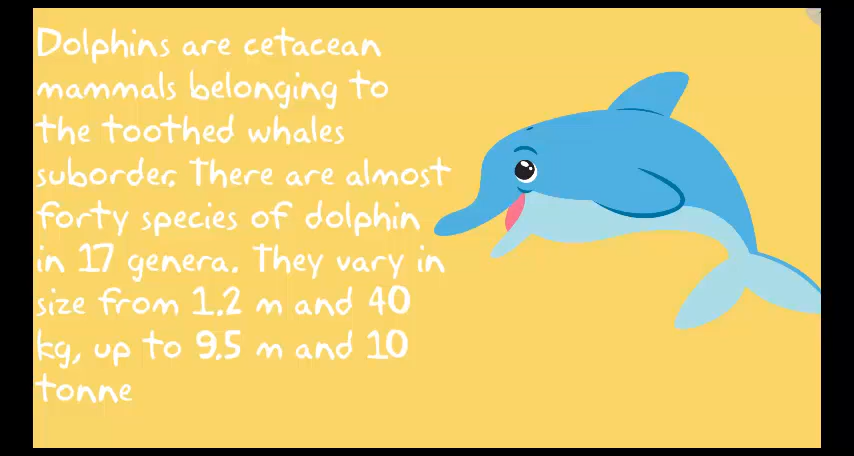 Dolphins are cetacean
mammals belonging to
the toothed whales
suborder. There are almost
forty species of dolphin
in 17 genera. They vary in
size from 1.2 m and 40
kg, up to 9.5 m and 10
tonne